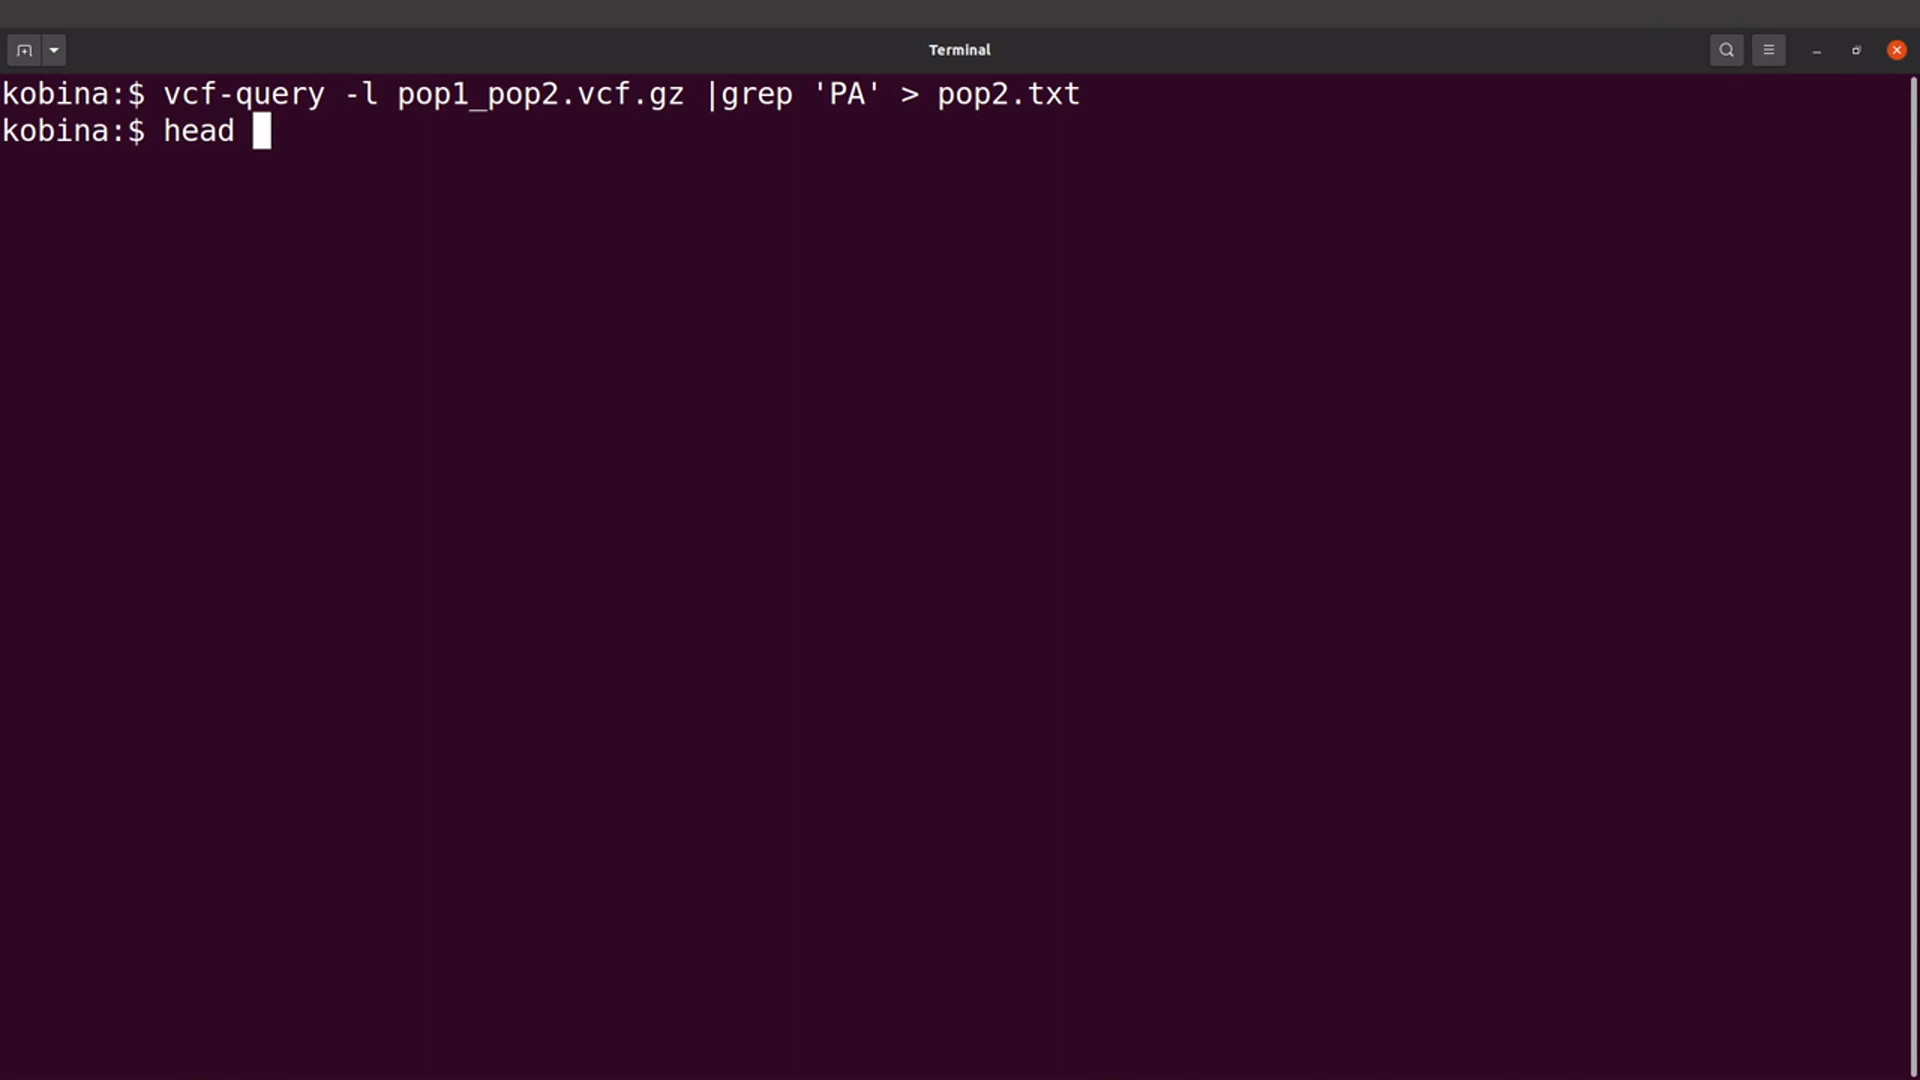 Terminal
kobina:$ vcf-query -l pop1_pop2.vcf.gz |grep 'PA' > pop2.txt
kobina:$ head